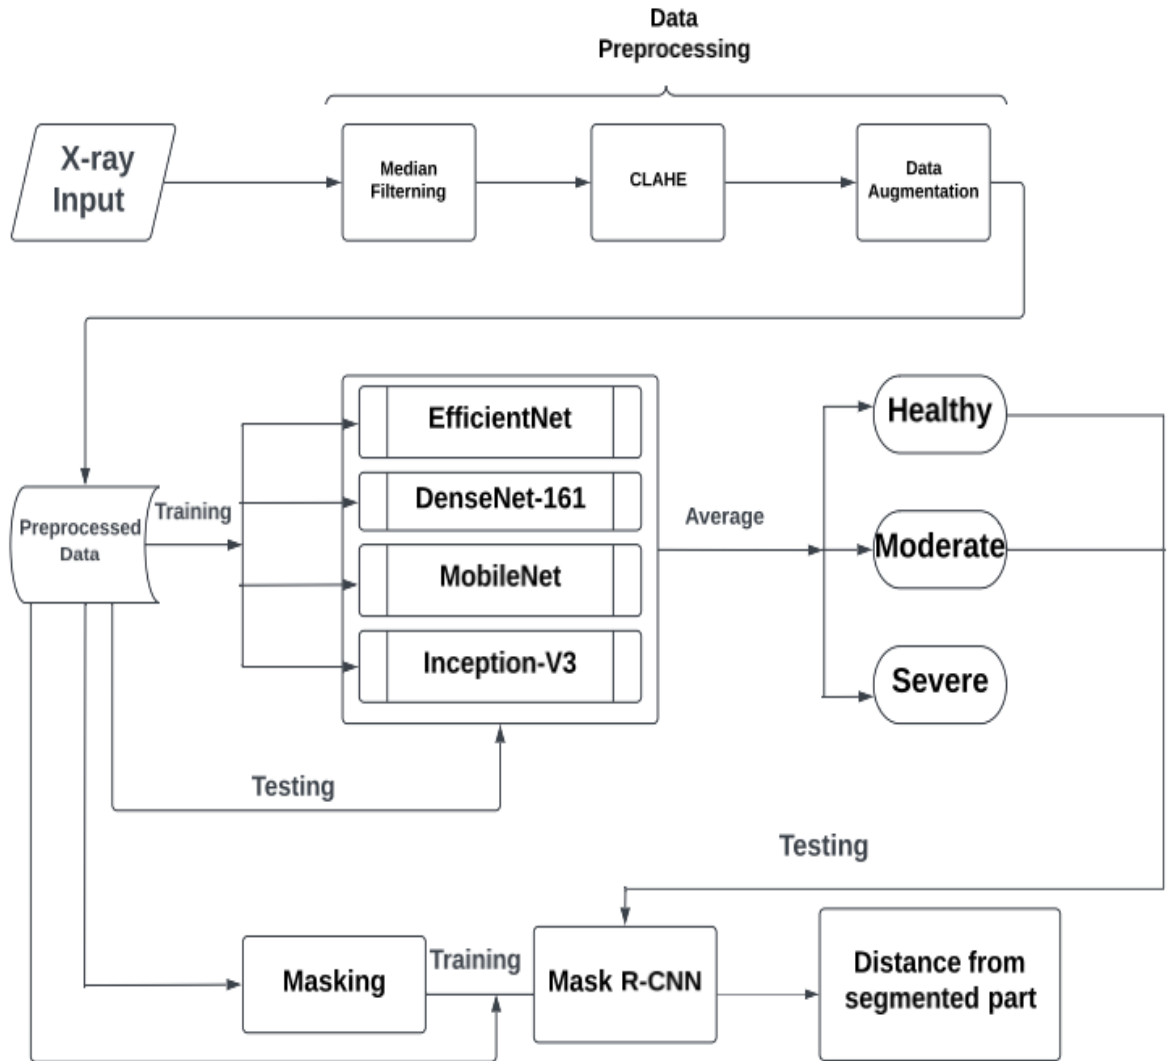 Data
Preprocessing
X-ray
Input
Median
Filterning
CLAHE
Data
Augmentation
EfficientNet
DenseNet-161
MobileNet
Inception-V3
Preprocessed
Data
Training
Average
Healthy
Moderate
Severe
Testing
Testing
Masking
Training
Mask R-CNN
Distance from
segmented part